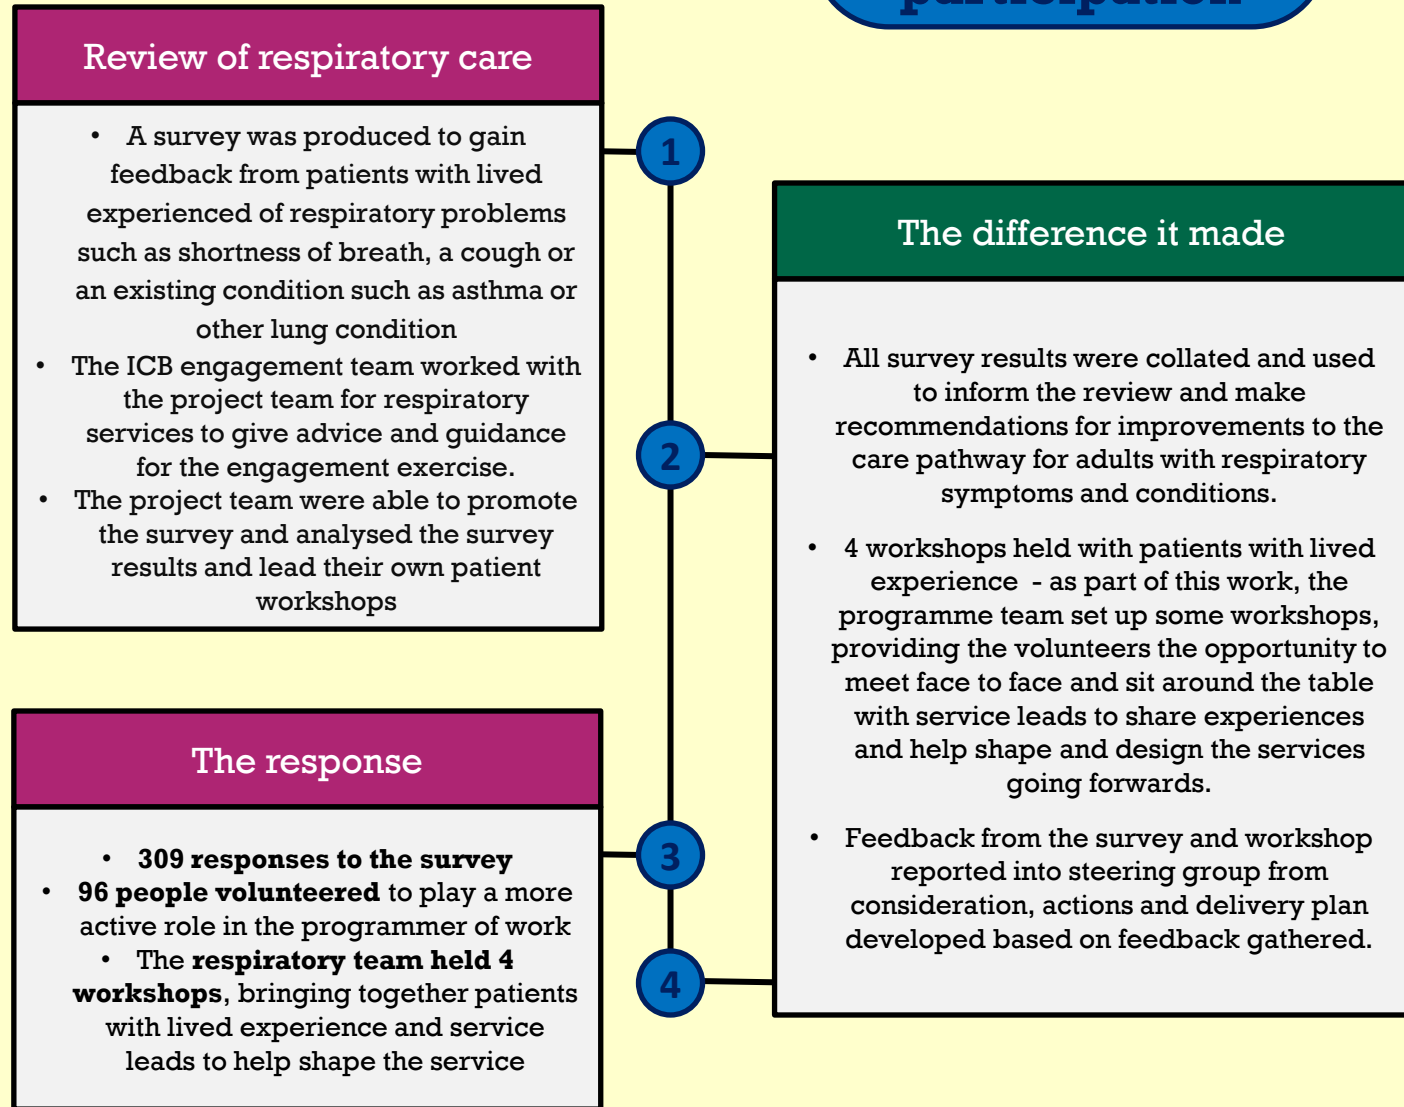 participation
Review of respiratory care
• A survey was produced to gain
feedback from patients with lived
experienced of respiratory problems
such as shortness of breath, a cough or
an existing condition such as asthma or
other lung condition
• The ICB engagement team worked with
the project team for respiratory
services to give advice and guidance
for the engagement exercise.
• The project team were able to promote
the survey and analysed the survey
results and lead their own patient
workshops
1
2
The difference it made
• All survey results were collated and used
to inform the review and make
recommendations for improvements to the
care pathway for adults with respiratory
symptoms and conditions.
• 4 workshops held with patients with lived
experience - as part of this work, the
programme team set up some workshops,
providing the volunteers the opportunity to
meet face to face and sit around the table
with service leads to share experiences
and help shape and design the services
going forwards.
• Feedback from the survey and workshop
reported into steering group from
consideration, actions and delivery plan
developed based on feedback gathered.
The response
• 309 responses to the survey
• 96 people volunteered to play a more
active role in the programmer of work
• The respiratory team held 4
workshops, bringing together patients
with lived experience and service
leads to help shape the service
3
4